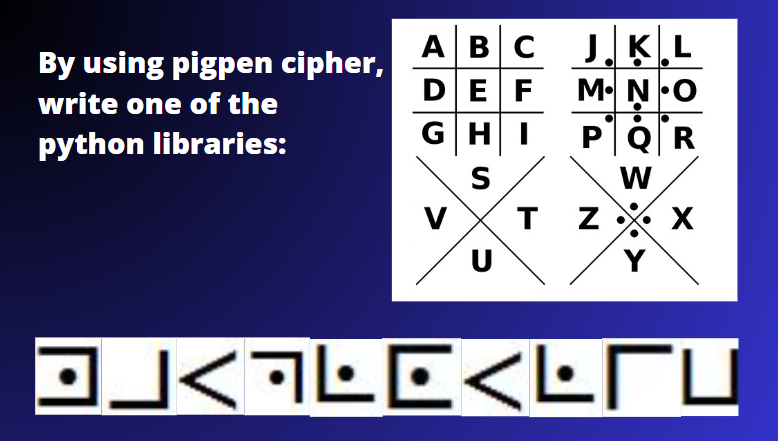 By using pigpen cipher,
write one of the
python libraries:
A B C
D E F
G H I
J K L
M N O
P Q R
S
V T
U
W
Z X
Y